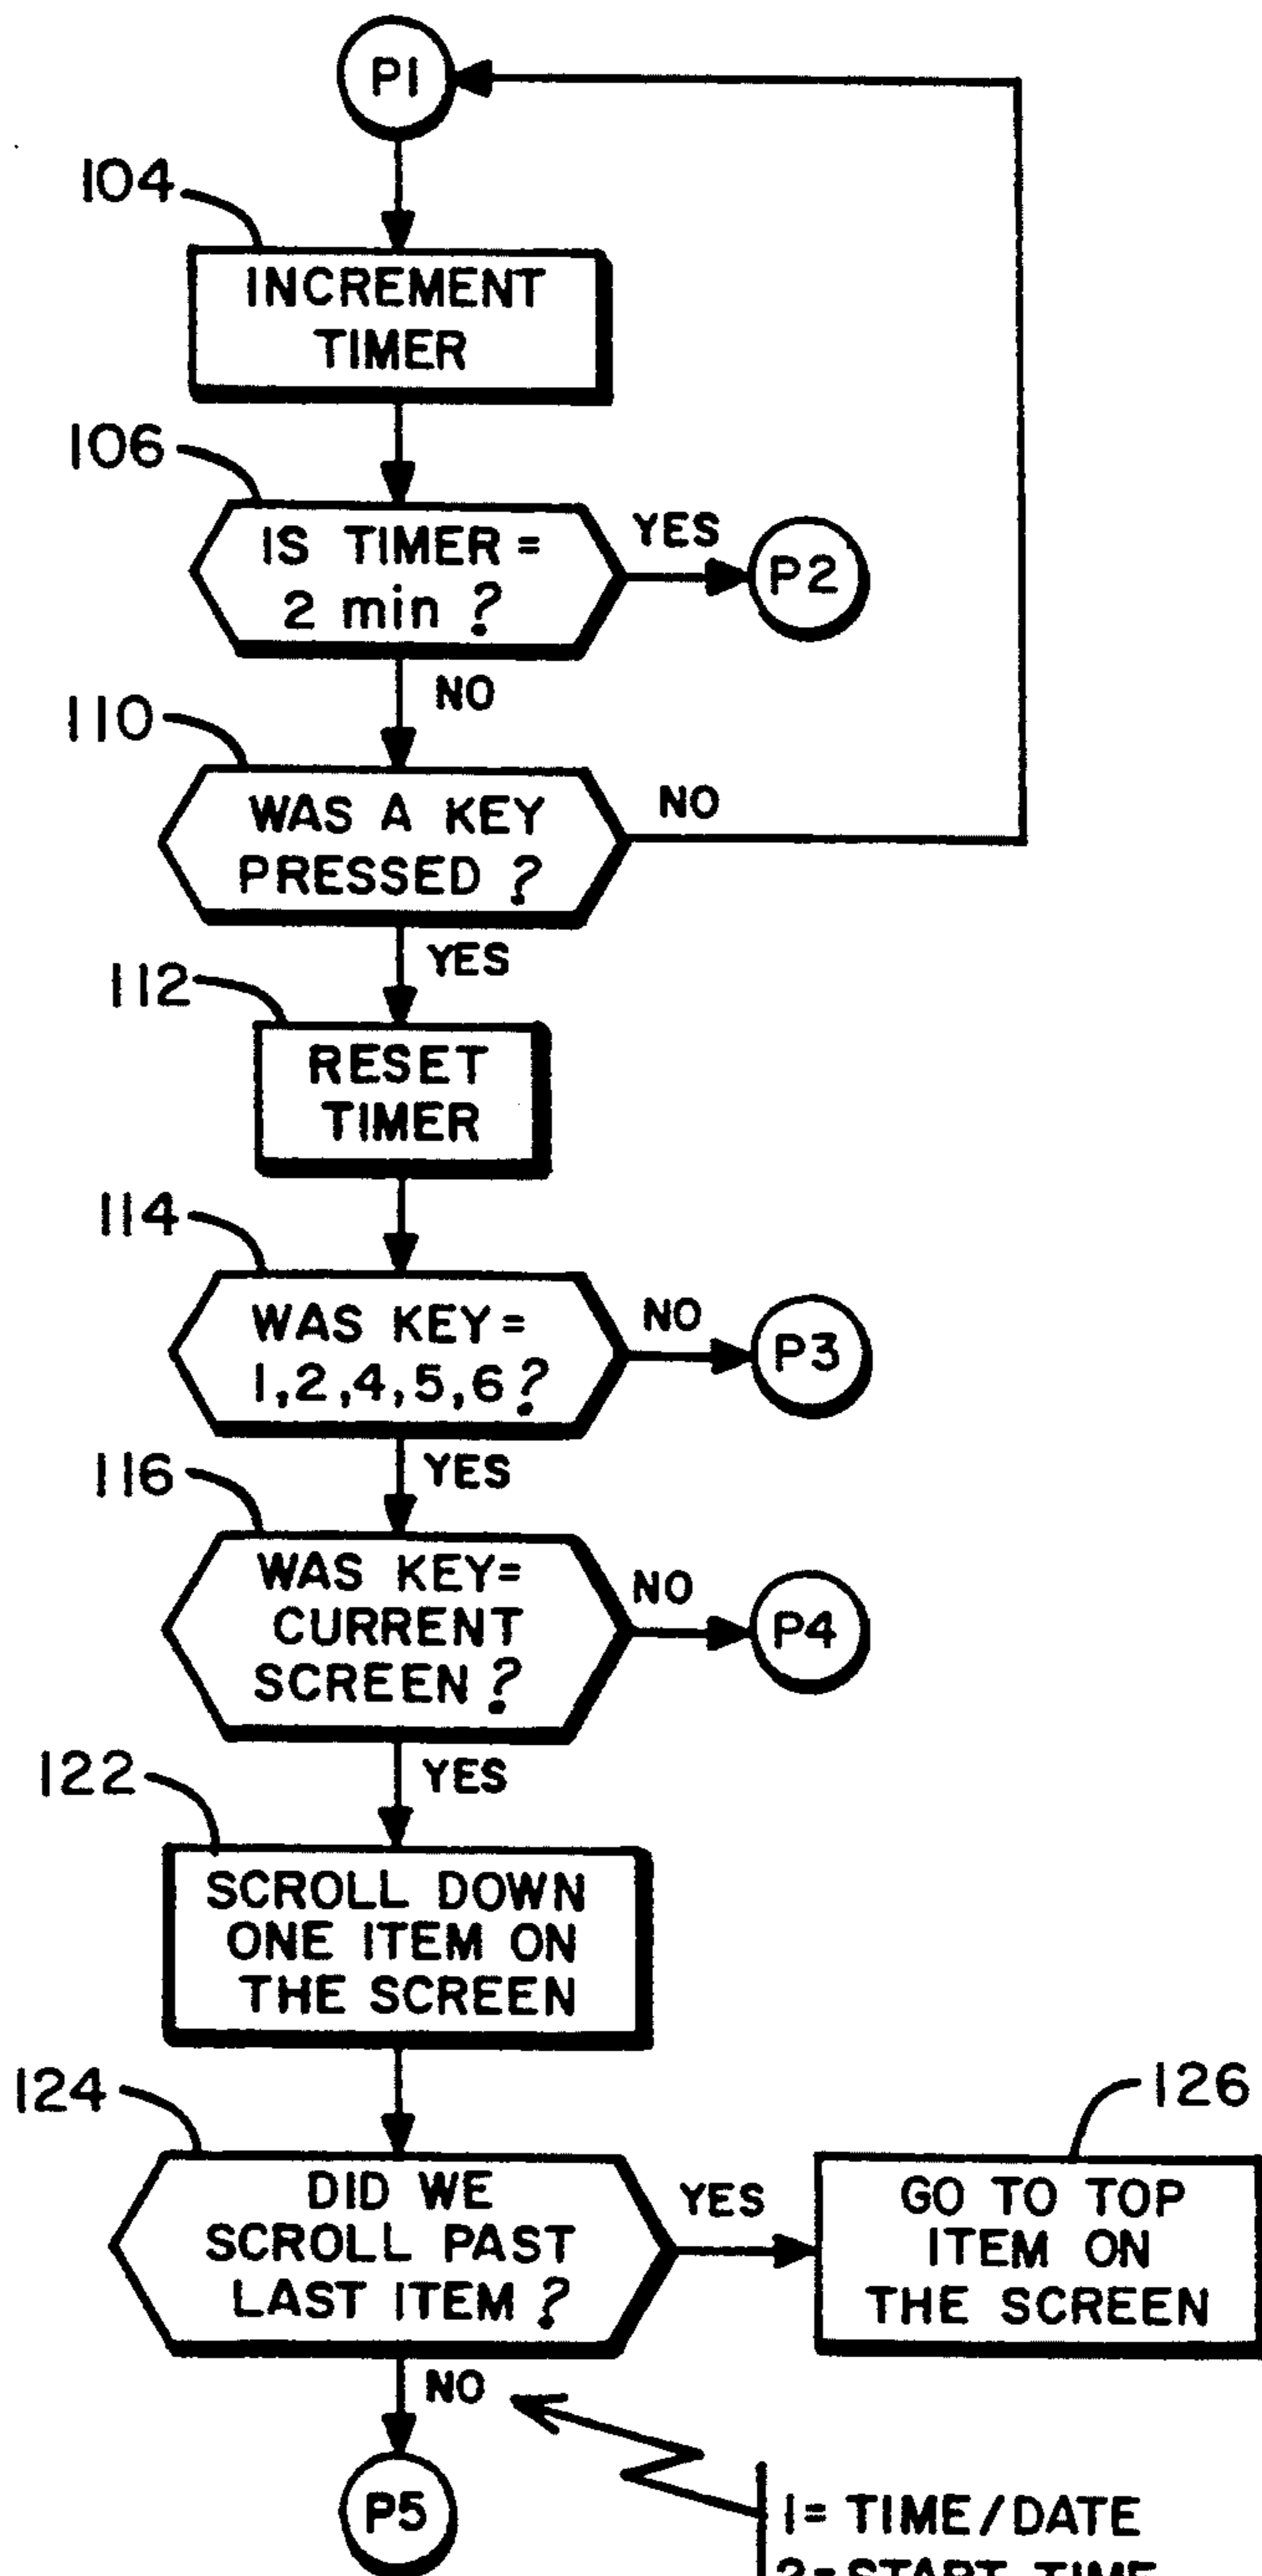 P1
104
INCREMENT
TIMER
106
IS TIMER =
2 min ?
YES
P2
NO
110
WAS A KEY
PRESSED ?
NO
YES
112
RESET
TIMER
114
WAS KEY =
1,2,4,5,6 ?
NO
P3
YES
116
WAS KEY=
CURRENT
SCREEN ?
NO
P4
YES
122
SCROLL DOWN
ONE ITEM ON
THE SCREEN
124
DID WE
SCROLL PAST
LAST ITEM ?
YES
126
GO TO TOP
ITEM ON
THE SCREEN
NO
P5
1= TIME/DATE
2= START TIME